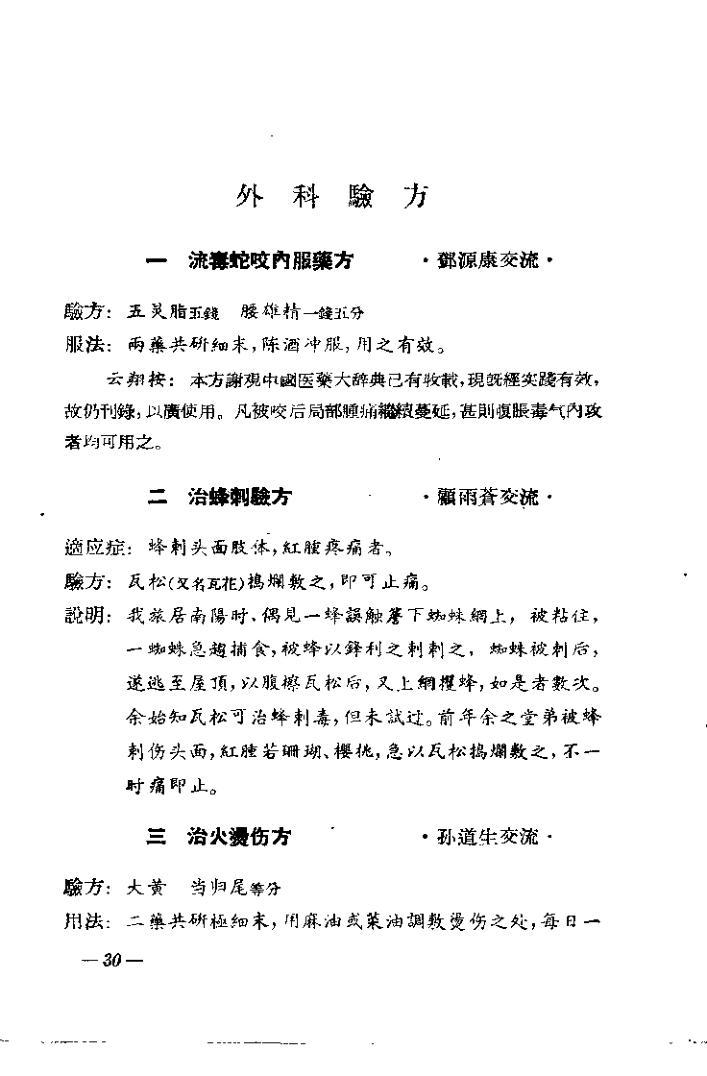 外科驗方
一 流毒蛇咬內服藥方 ·鄧源康交流·
驗方：五灵脂五錢 腰雄精一錢五分
服法：兩藥共研細末，陈酒冲服，用之有效。
云翔按：本方謝观中國医藥大辞典已有收載，現既經实踐有效，
故仍刊錄，以廣使用。凡被咬后局部腫痛繼續蔓延，甚則腹脹毒气內攻
者均可用之。
二 治蜂刺驗方 ·顧雨蒼交流·
適应症：蜂刺头面肢体，紅腫疼痛者。
驗方：瓦松(又名瓦花)搗爛敷之，即可止痛。
說明：我旅居南陽时，偶見一蜂誤触簷下蜘蛛網上，被粘住，
一蜘蛛急趨捕食，被蜂以鋒利之刺刺之，蜘蛛被刺后，
遂逃至屋頂，以腹擦瓦松后，又上網攫蜂，如是者數次。
余始知瓦松可治蜂刺毒，但未試过。前年余之堂弟被蜂
刺伤头面，紅腫若珊瑚、櫻桃，急以瓦松搗爛敷之，不一
时痛即止。
三 治火燙伤方 ·孙道生交流·
驗方：大黄 当归尾等分
用法：二藥共研極細末，用麻油或菜油調敷燙伤之处，每日一
—30—